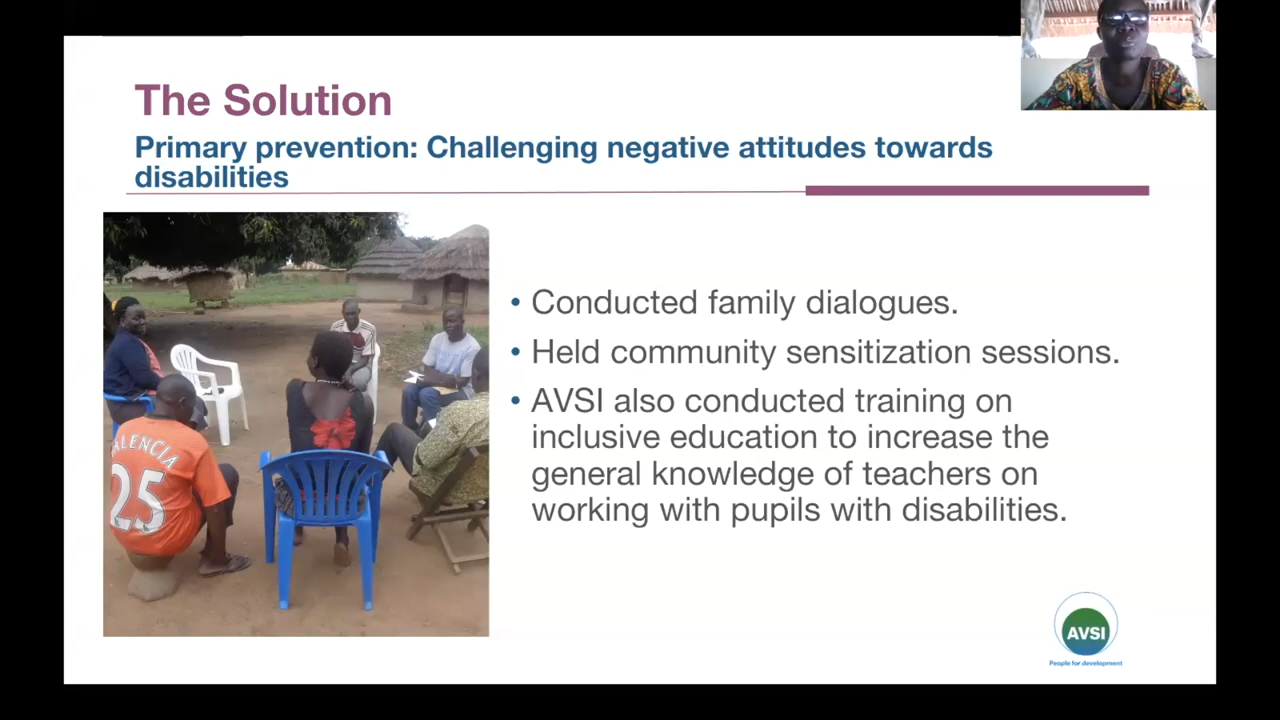 The Solution
Primary prevention: Challenging negative attitudes towards
disabilities
• Conducted family dialogues.
• Held community sensitization sessions.
• AVSI also conducted training on
inclusive education to increase the
general knowledge of teachers on
working with pupils with disabilities.
ALENCIA
25
AVSI
People for development